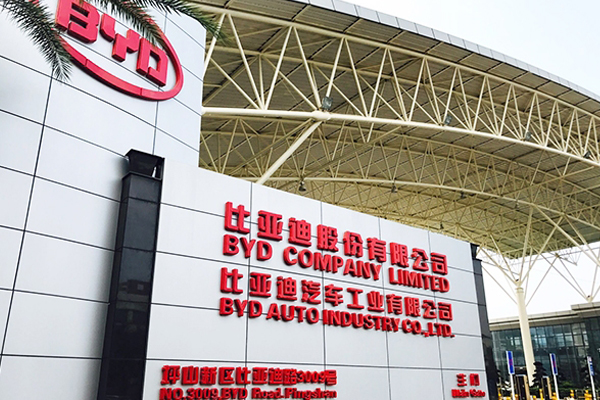 BYD
比亚迪股份有限公司
BYD COMPANY LIMITED
比亚迪汽车工业有限公司
BYD AUTO INDUSTRY CO.,LTD.
坪山新区比亚迪路3009号
NO.3009,BYD Road,Pingshan